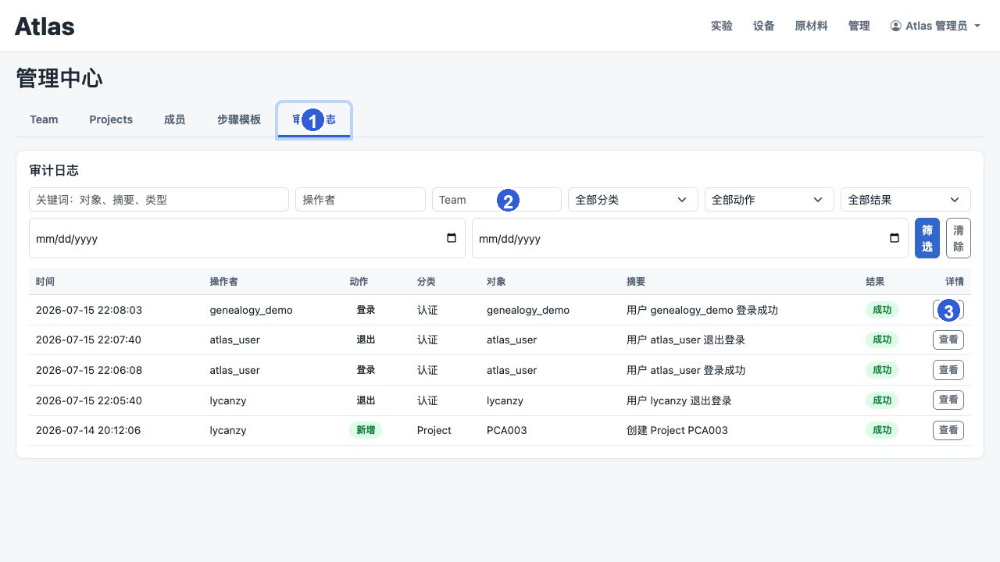 Atlas
实验 设备 原材料 管理 Atlas 管理员
管理中心
Team Projects 成员 步骤模板 1 志
审计日志
关键词：对象、摘要、类型 操作者 Team 2 全部分类 全部动作 全部结果
mm/dd/yyyy mm/dd/yyyy 筛选 清除
时间 操作者 动作 分类 对象 摘要 结果 详情
2026-07-15 22:08:03 genealogy_demo 登录 认证 genealogy_demo 用户 genealogy_demo 登录成功 成功 3
2026-07-15 22:07:40 atlas_user 退出 认证 atlas_user 用户 atlas_user 退出登录 成功 查看
2026-07-15 22:06:08 atlas_user 登录 认证 atlas_user 用户 atlas_user 登录成功 成功 查看
2026-07-15 22:05:40 lycanzy 退出 认证 lycanzy 用户 lycanzy 退出登录 成功 查看
2026-07-14 20:12:06 lycanzy 新增 Project PCA003 创建 Project PCA003 成功 查看